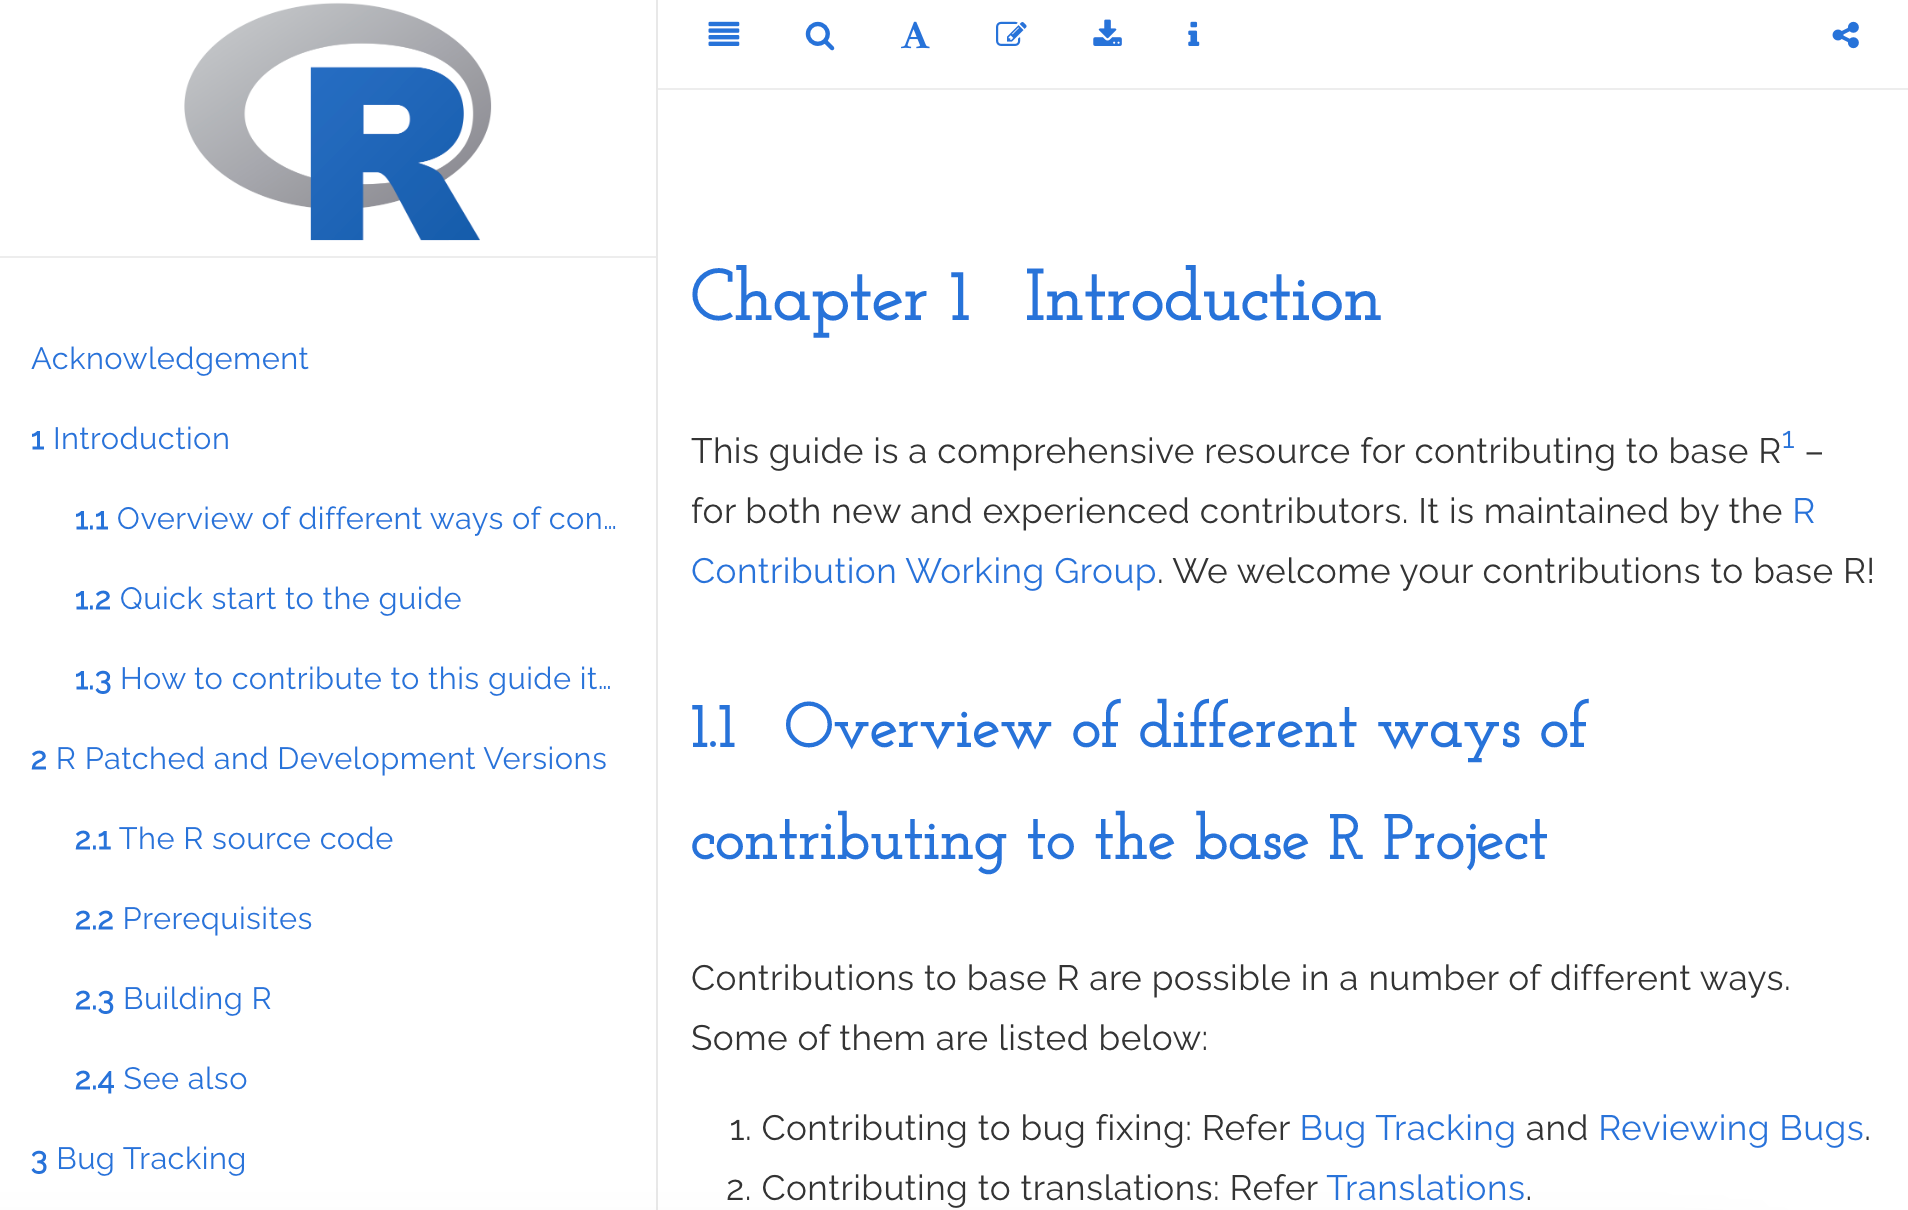 R
Acknowledgement
1 Introduction
1.1 Overview of different ways of con…
1.2 Quick start to the guide
1.3 How to contribute to this guide it…
2 R Patched and Development Versions
2.1 The R source code
2.2 Prerequisites
2.3 Building R
2.4 See also
3 Bug Tracking
A
i
Chapter 1 Introduction
This guide is a comprehensive resource for contributing to base R1 –
for both new and experienced contributors. It is maintained by the R
Contribution Working Group. We welcome your contributions to base R!
1.1 Overview of different ways of
contributing to the base R Project
Contributions to base R are possible in a number of different ways.
Some of them are listed below:
1. Contributing to bug fixing: Refer Bug Tracking and Reviewing Bugs.
2. Contributing to translations: Refer Translations.